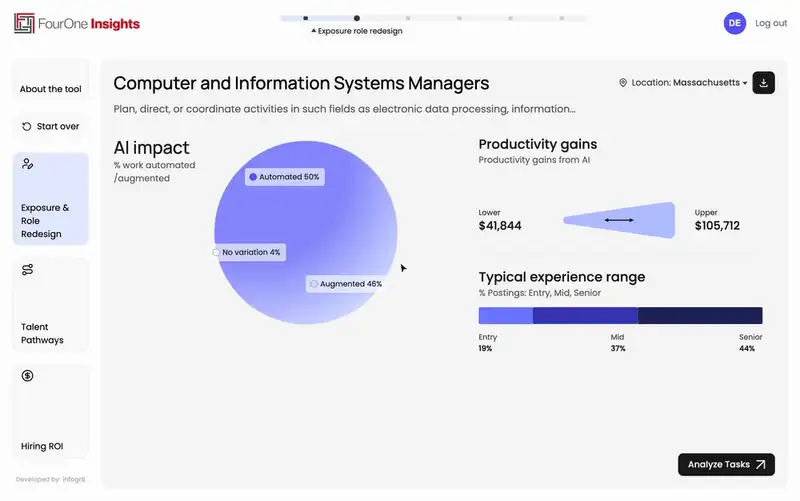 FourOne Insights
Exposure role redesign
DE
Log out
About the tool
Start over
Exposure &
Role
Redesign
Talent
Pathways
Hiring ROI
Developed by infogr8
Computer and Information Systems Managers
Location: Massachusetts
Plan, direct, or coordinate activities in such fields as electronic data processing, information...
AI impact
% work automated
/augmented
Automated 50%
No variation 4%
Augmented 46%
Productivity gains
Productivity gains from AI
Lower
$41,844
Upper
$105,712
Typical experience range
% Postings: Entry, Mid, Senior
Entry
19%
Mid
37%
Senior
44%
Analyze Tasks